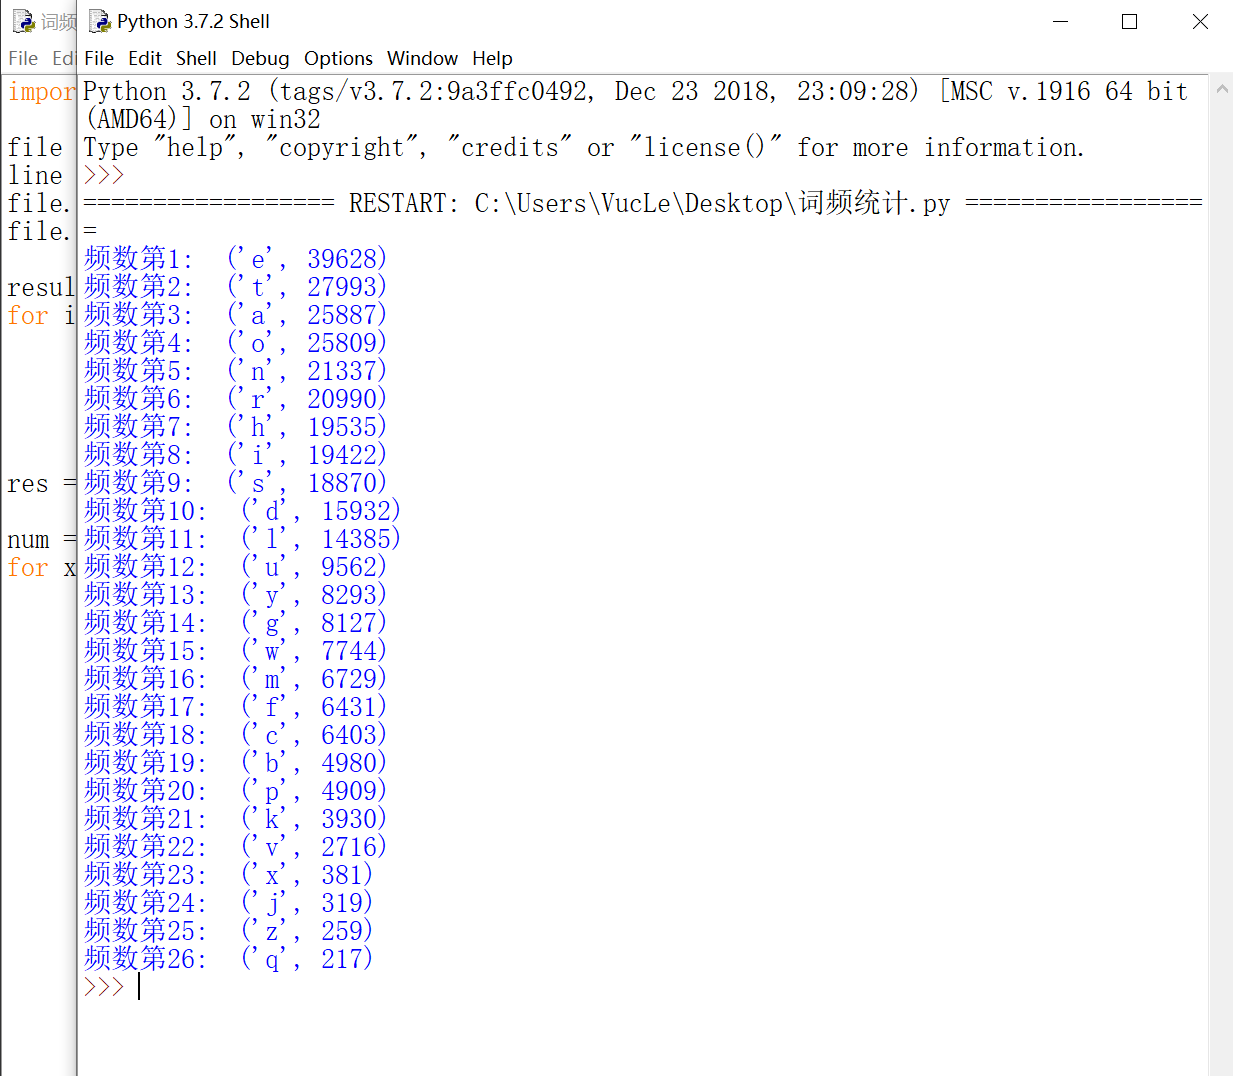 词频
Python 3.7.2 Shell
File Edi
File Edit Shell Debug Options Window Help
impor
file
line
file.
file.
resul
for i
res =
num =
for x
Python 3.7.2 (tags/v3.7.2:9a3ffc0492, Dec 23 2018, 23:09:28) [MSC v.1916 64 bit
(AMD64)] on win32
Type "help", "copyright", "credits" or "license()" for more information.
>>>
================== RESTART: C:\Users\VucLe\Desktop\词频统计.py =================
=
频数第1: ('e', 39628)
频数第2: ('t', 27993)
频数第3: ('a', 25887)
频数第4: ('o', 25809)
频数第5: ('n', 21337)
频数第6: ('r', 20990)
频数第7: ('h', 19535)
频数第8: ('i', 19422)
频数第9: ('s', 18870)
频数第10: ('d', 15932)
频数第11: ('l', 14385)
频数第12: ('u', 9562)
频数第13: ('y', 8293)
频数第14: ('g', 8127)
频数第15: ('w', 7744)
频数第16: ('m', 6729)
频数第17: ('f', 6431)
频数第18: ('c', 6403)
频数第19: ('b', 4980)
频数第20: ('p', 4909)
频数第21: ('k', 3930)
频数第22: ('v', 2716)
频数第23: ('x', 381)
频数第24: ('j', 319)
频数第25: ('z', 259)
频数第26: ('q', 217)
>>>